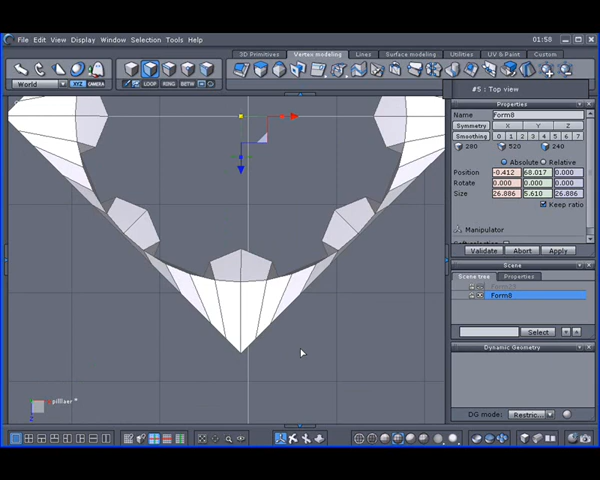 File Edit View Display Window Selection Tools Help 01:58
3D Primitives Vertex modeling Lines Surface modeling Utilities UV & Paint Custom
World XYZ CAMERA LOOP RING BETW
#5 : Top view
Properties
Name Form8
Symmetry X Y Z
Smoothing 0 1 2 3 4 5 6 7
280 520 240
Absolute Relative
Position -0.412 68.017 0.000
Rotate 0.000 0.000 0.000
Size 26.886 5.610 26.886
Keep ratio
Manipulator
Validate Abort Apply
Scene
Scene tree Properties
Form8
Select
Dynamic Geometry
pilllaer *
Z
DG mode: Restric...